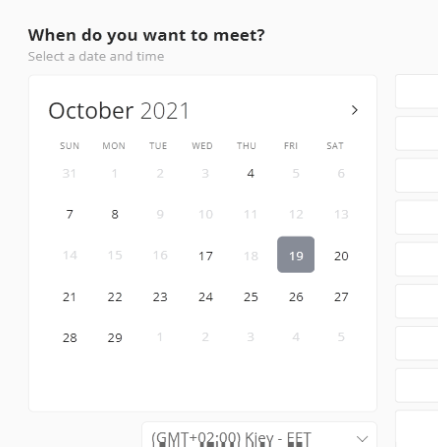 When do you want to meet?
Select a date and time
October 2021
SUN MON TUE WED THU FRI SAT
31 1 2 3 4 5 6
7 8 9 10 11 12 13
14 15 16 17 18 19 20
21 22 23 24 25 26 27
28 29 1 2 3 4 5
(GMT+02:00) Kiev - EET